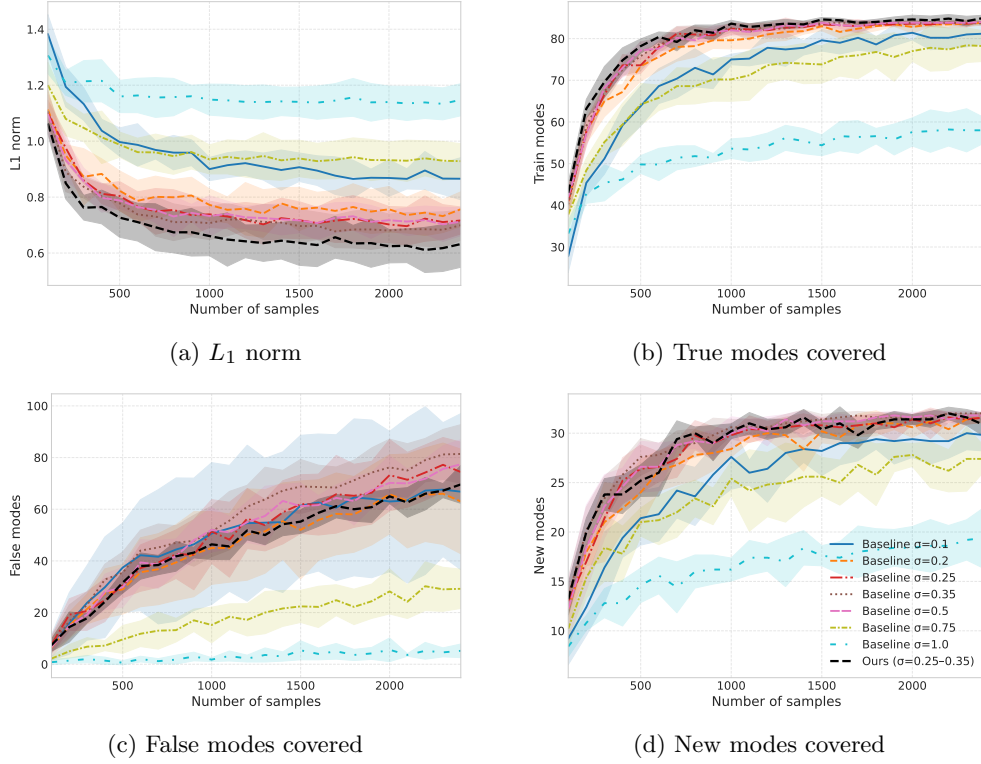 1.4
1.2
1.0
0.8
0.6
L1 norm
500
1000
1500
2000
Number of samples
(a) L1 norm
80
70
60
50
40
30
Train modes
500
1000
1500
2000
Number of samples
(b) True modes covered
100
80
60
40
20
0
False modes
500
1000
1500
2000
Number of samples
(c) False modes covered
30
25
20
15
10
New modes
Baseline σ=0.1
Baseline σ=0.2
Baseline σ=0.25
Baseline σ=0.35
Baseline σ=0.5
Baseline σ=0.75
Baseline σ=1.0
Ours (σ=0.25–0.35)
500
1000
1500
2000
Number of samples
(d) New modes covered